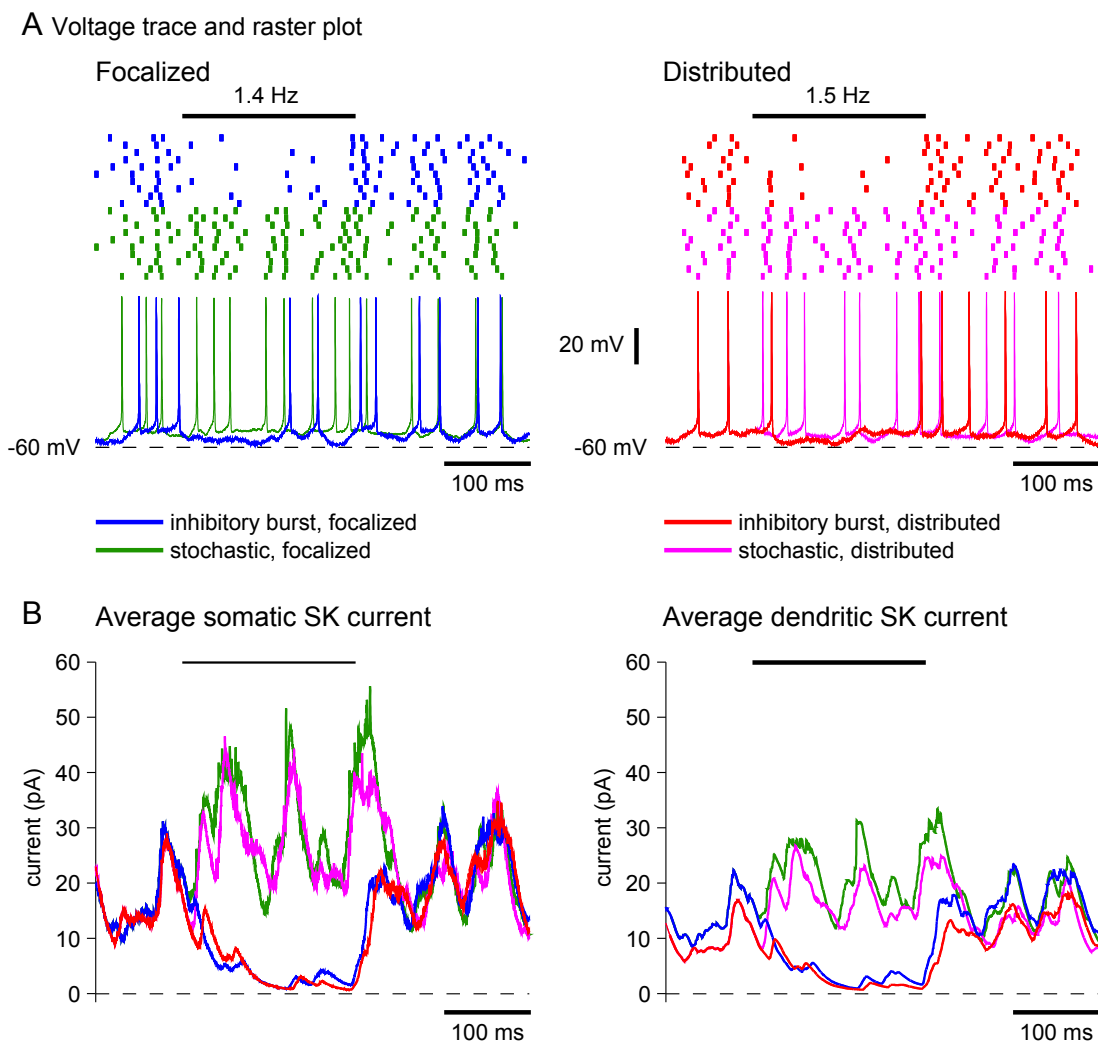 A Voltage trace and raster plot
Focalized
Distributed
1.4 Hz
1.5 Hz
20 mV
-60 mV
-60 mV
100 ms
100 ms
inhibitory burst, focalized
stochastic, focalized
inhibitory burst, distributed
stochastic, distributed
B
Average somatic SK current
Average dendritic SK current
60
50
40
30
20
10
0
current (pA)
100 ms
60
50
40
30
20
10
0
current (pA)
100 ms